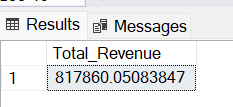 Results Messages
Total_Revenue
1 817860.05083847